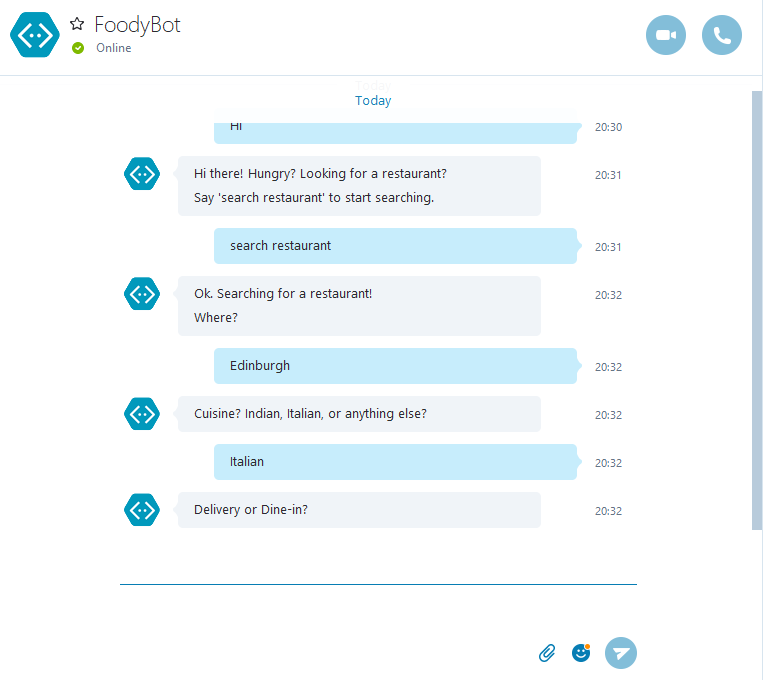 FoodyBot
Online
Today
Today
Hi
20:30
Hi there! Hungry? Looking for a restaurant?
20:31
Say 'search restaurant' to start searching.
search restaurant
20:31
Ok. Searching for a restaurant!
20:32
Where?
Edinburgh
20:32
Cuisine? Indian, Italian, or anything else?
20:32
Italian
20:32
Delivery or Dine-in?
20:32